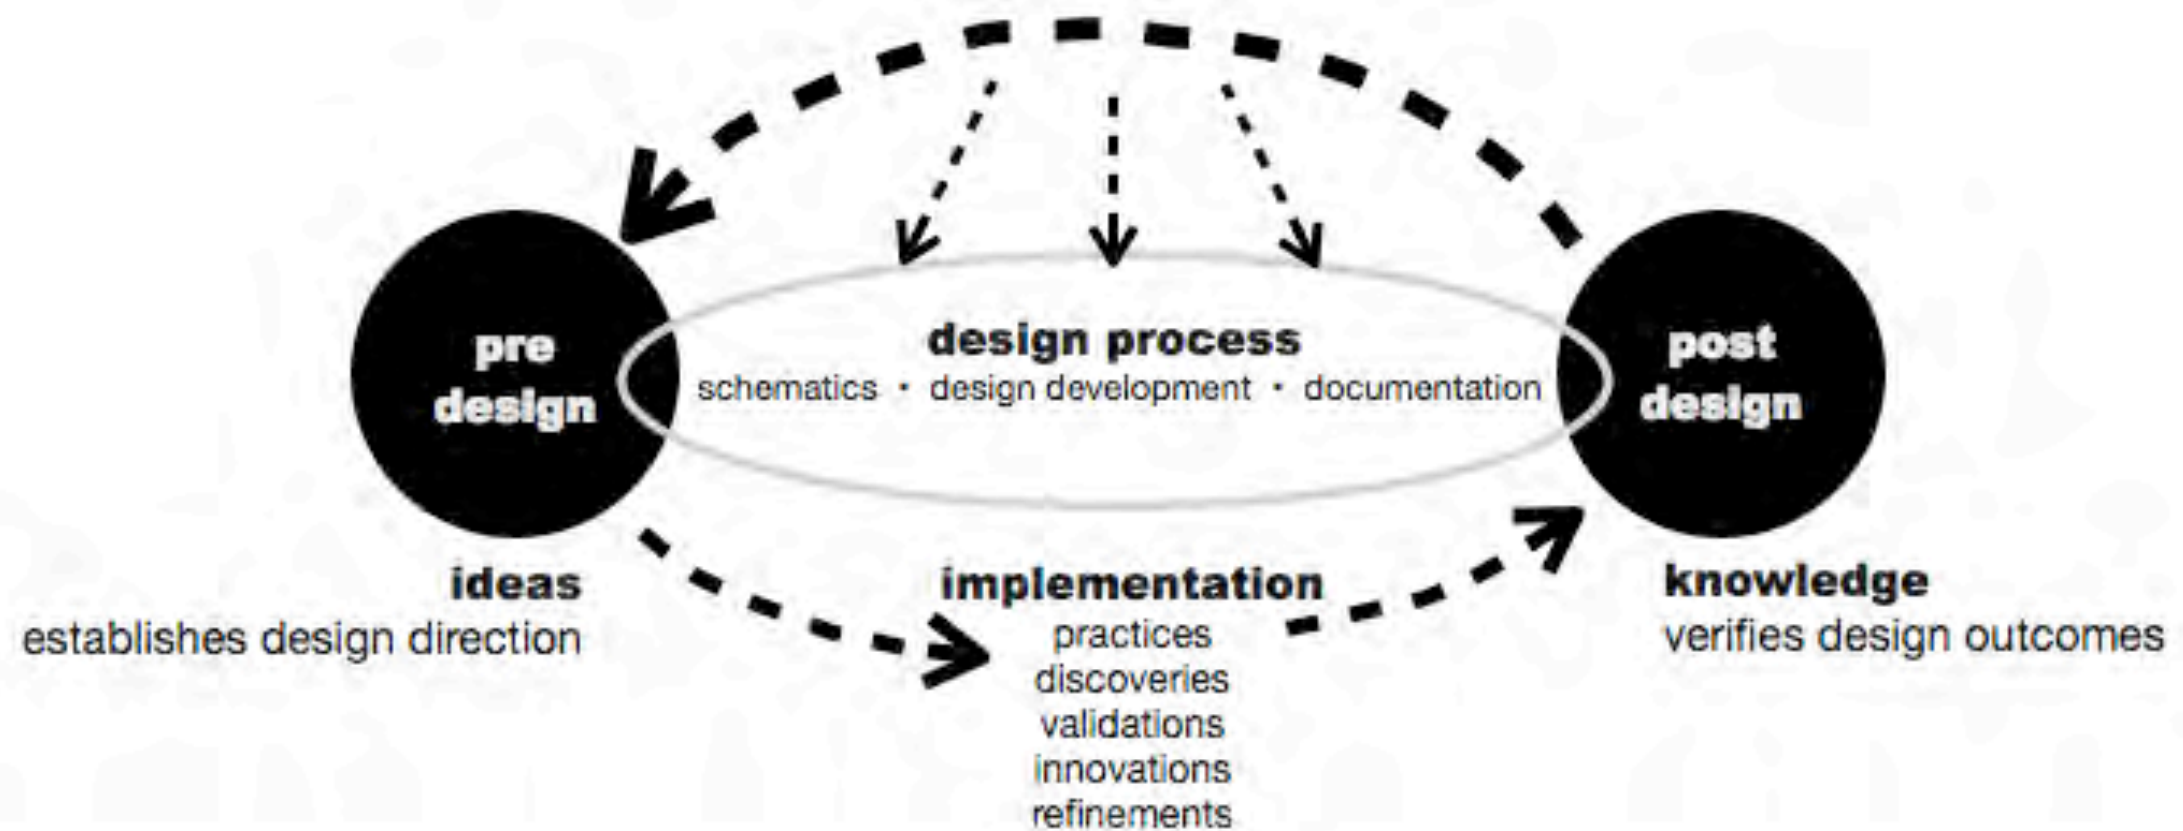 pre
design
design process
schematics • design development • documentation
post
design
ideas
establishes design direction
implementation
practices
discoveries
validations
innovations
refinements
knowledge
verifies design outcomes